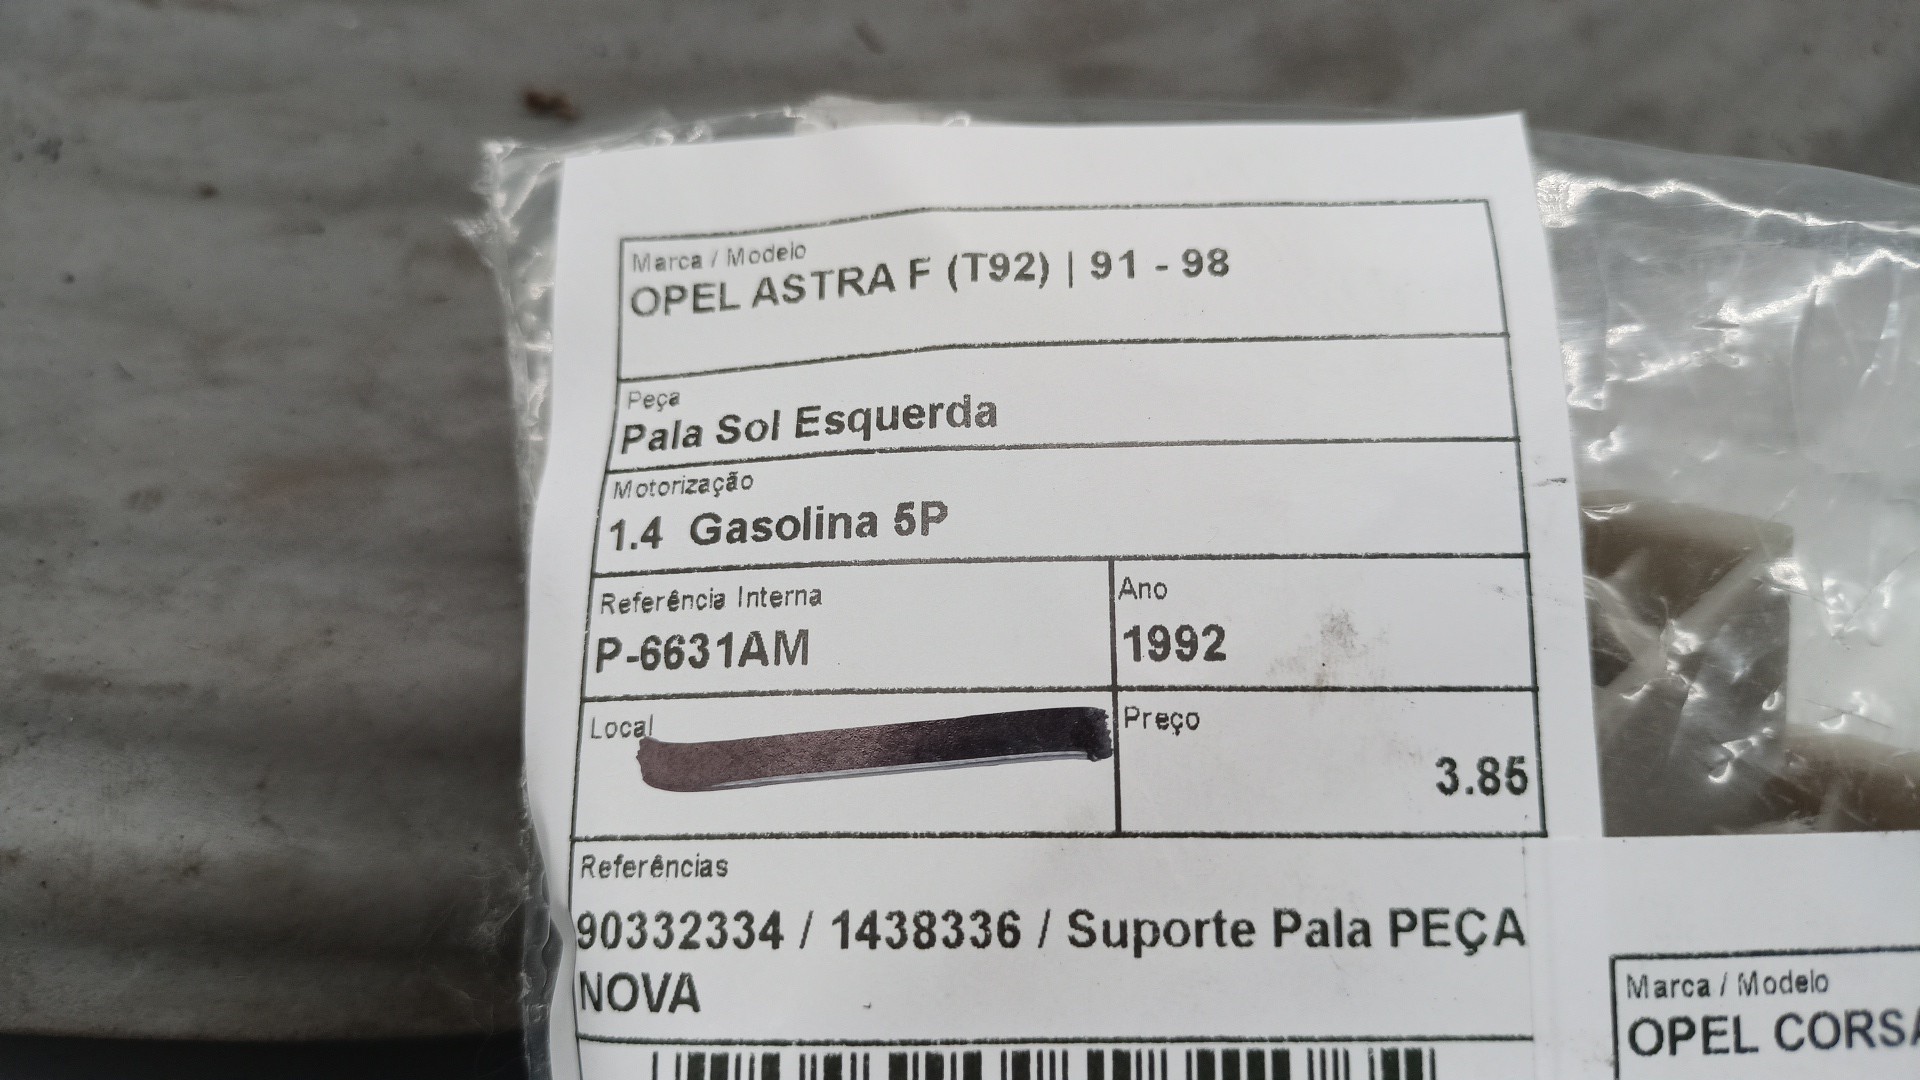 Marca / Modelo
OPEL ASTRA F (T92) | 91 - 98
Peça
Pala Sol Esquerda
Motorização
1.4 Gasolina 5P
Referência Interna
P-6631AM
Ano
1992
Local
Preço
3.85
Referências
90332334 / 1438336 / Suporte Pala PEÇA
NOVA
Marca / Modelo
OPEL CORSA